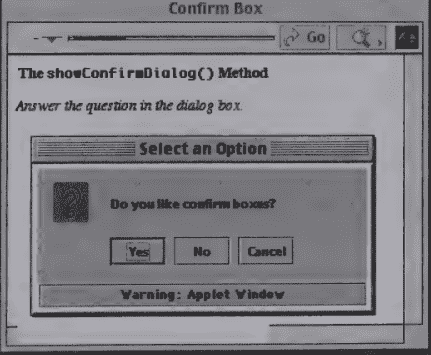 Confirm Box
Go
The showConfirmDialog() Method
Answer the question in the dialog box.
Select an Option
?
Do you like confirm boxes?
Yes
No
Cancel
Warning: Applet Window